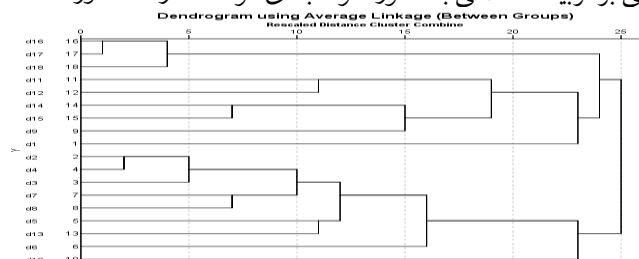 Dendrogram using Average Linkage (Between Groups)
Rescaled Distance Cluster Combine
0 5 10 15 20 25
d16 16
d17 17
d18 18
d11 11
d12 12
d14 14
d15 15
d9 9
d1 1
d2 2
Y
d4 4
d3 3
d7 7
d8 8
d5 5
d13 13
d6 6